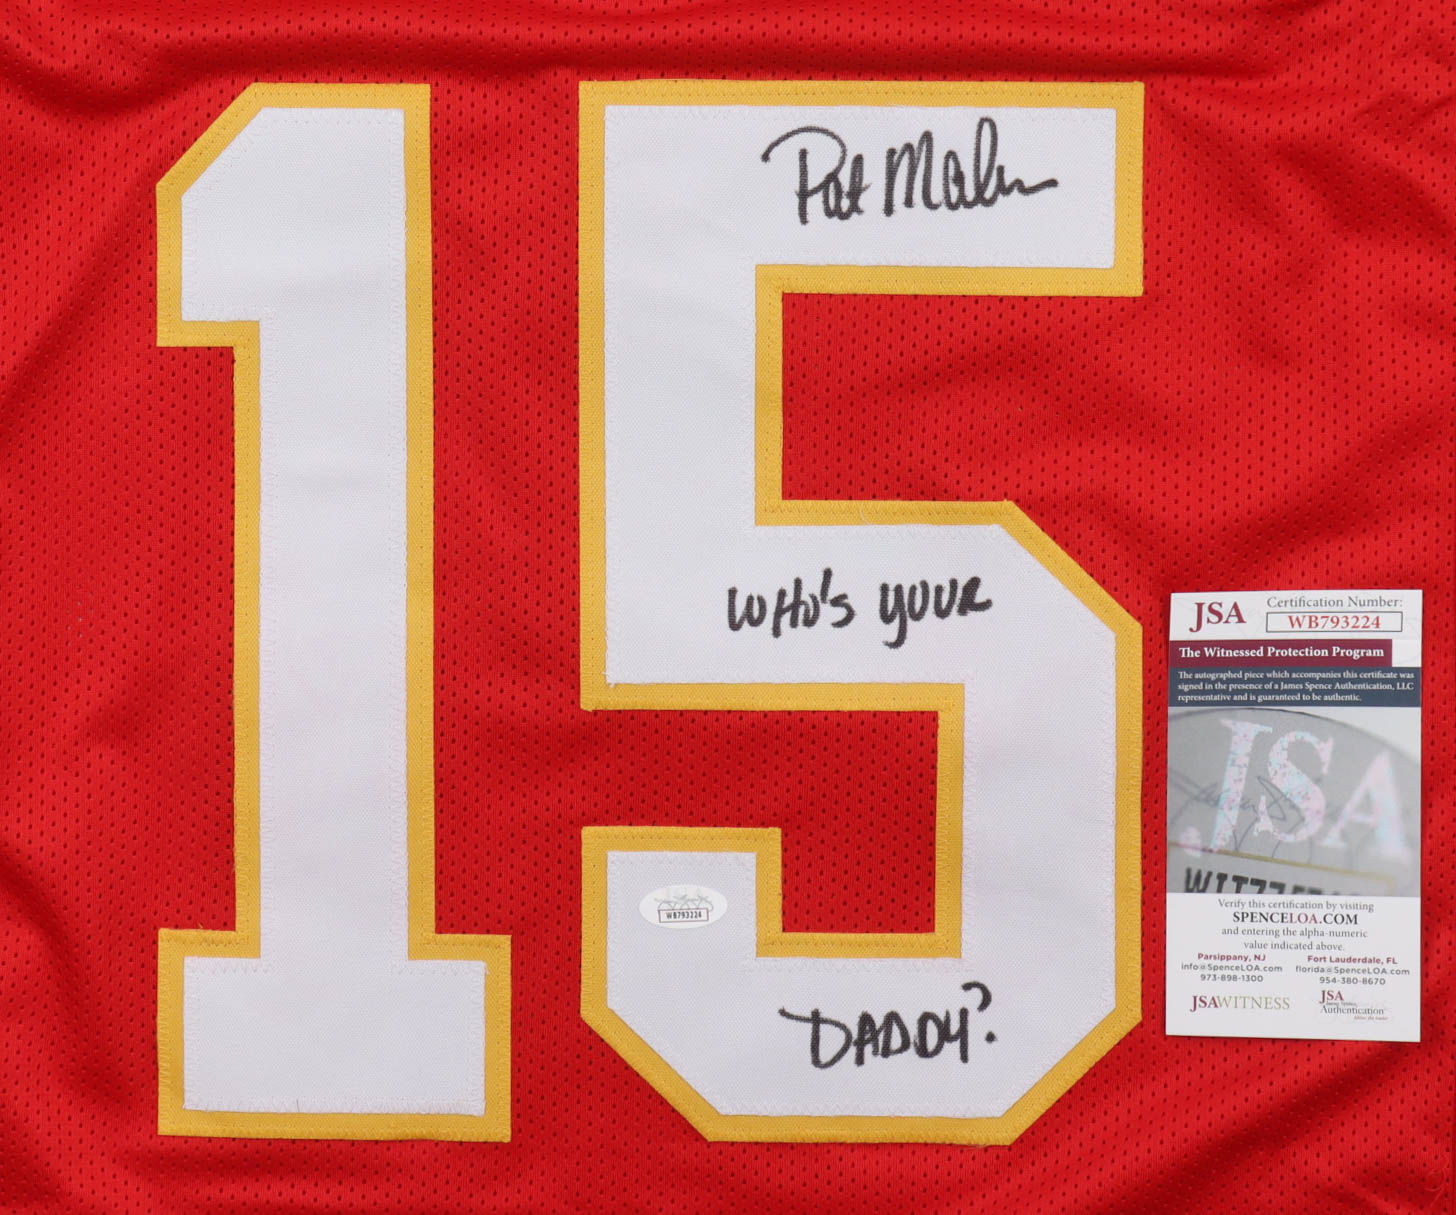 15
Pat Mahom
WHO'S YOUR
DADDY?
WB793224
JSA
Certification Number:
WB793224
The Witnessed Protection Program
The autographed piece which accompanies this certificate was
signed in the presence of a James Spence Authentication, LLC
representative and is guaranteed to be authentic.
JSA
Verify this certification by visiting
SPENCELOA.COM
and entering the alpha-numeric
value indicated above.
Parsippany, NJ
info@SpenceLOA.com
973-898-1300
Fort Lauderdale, FL
florida@SpenceLOA.com
954-380-8670
JSAWITNESS
JSA
Authentication